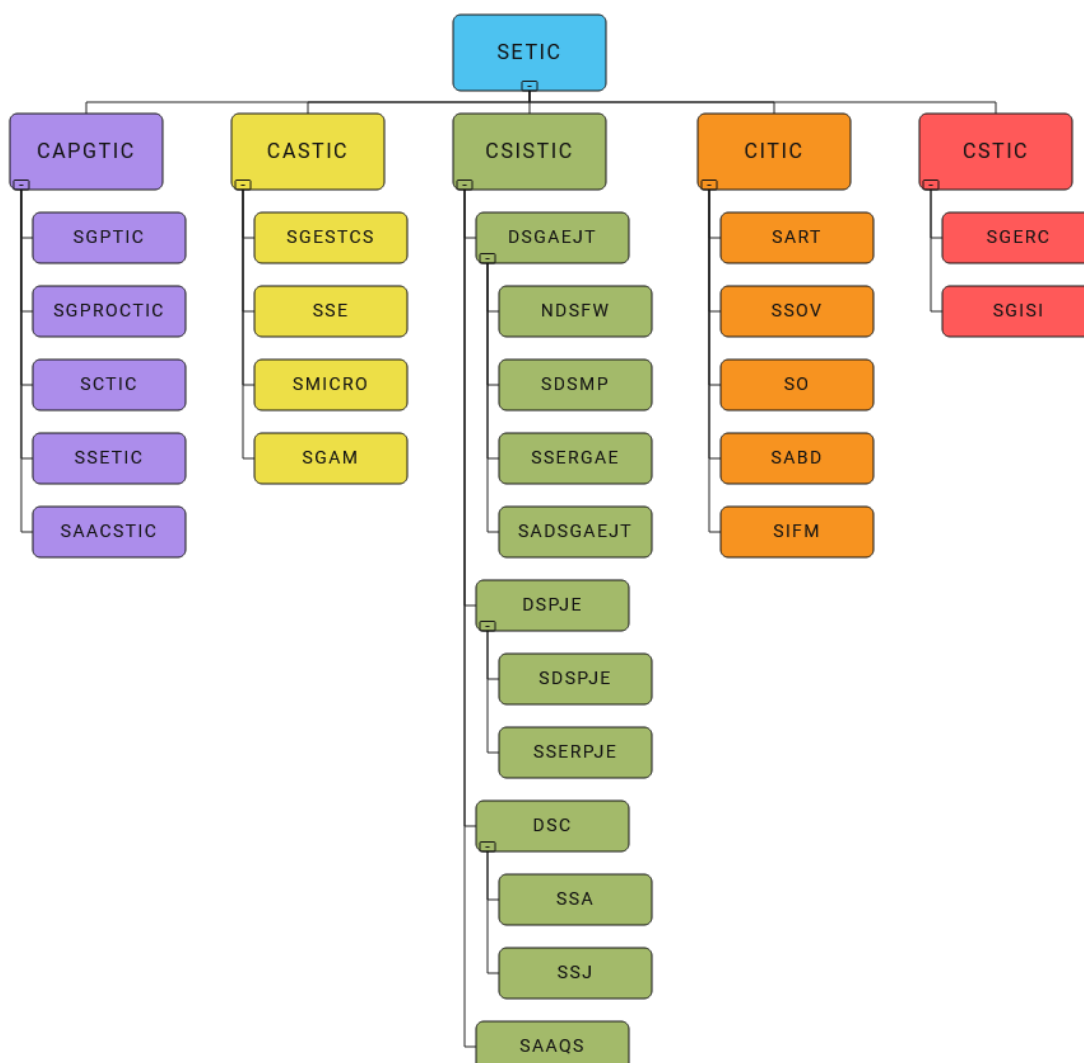 SETIC
CAPGTIC
SGPTIC
SGPROCTIC
SCTIC
SSETIC
SAACSTIC
CASTIC
SGESTCS
SSE
SMICRO
SGAM
CSISTIC
DSGAEJT
NDSFW
SDSMP
SSERGAE
SADSGAEJT
DSPJE
SDSPJE
SSERPJE
DSC
SSA
SSJ
SAAQS
CITIC
SART
SSOV
SO
SABD
SIFM
CSTIC
SGERC
SGISI